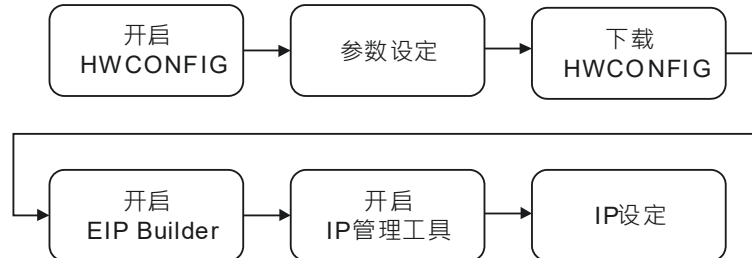 开启
HWCONFIG
参数设定
下载
HWCONFIG
开启
EIP Builder
开启
IP管理工具
IP设定